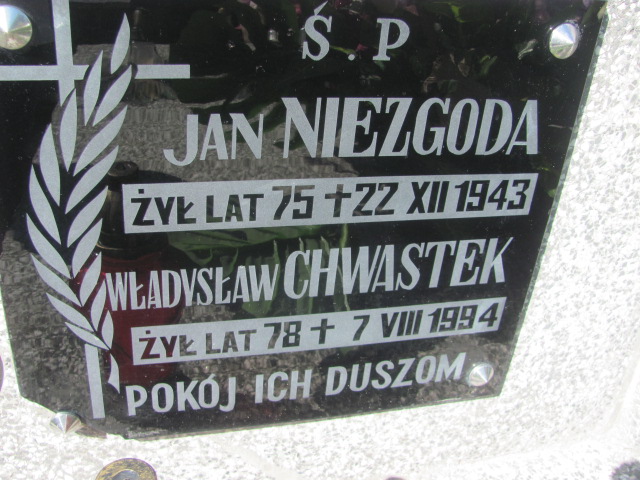 Ś.P
JAN NIEZGODA
ŻYŁ LAT 75 + 22 XII 1943
WŁADYSŁAW CHWASTEK
ŻYŁ LAT 78 + 7 VIII 1994
POKÓJ ICH DUSZOM